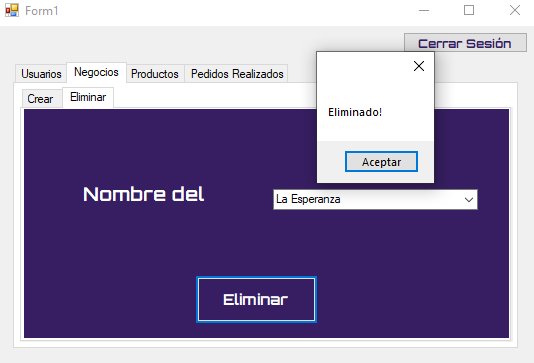 Form1
Cerrar Sesión
Usuarios Negocios Productos Pedidos Realizados
Crear Eliminar
Eliminado!
Aceptar
Nombre del
La Esperanza
Eliminar